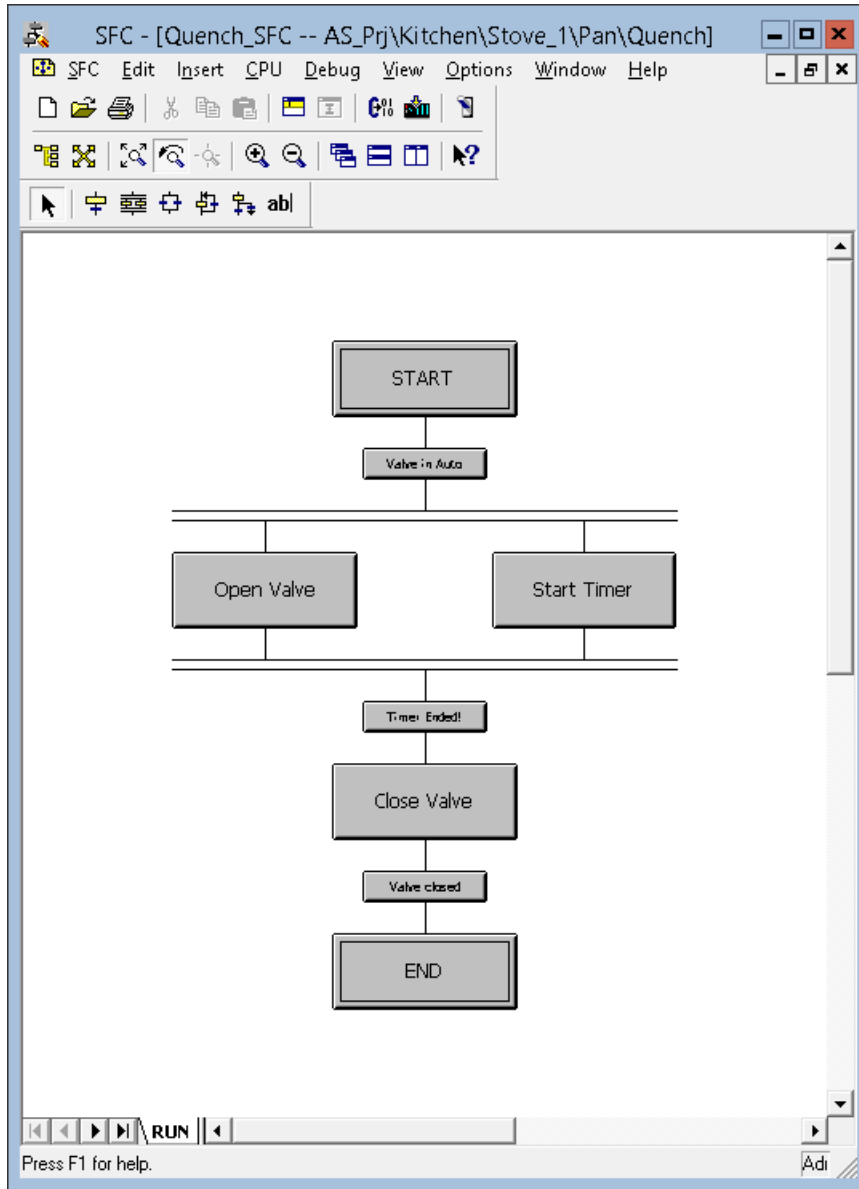 SFC - [Quench_SFC -- AS_Prj\Kitchen\Stove_1\Pan\Quench]
SFC Edit Insert CPU Debug View Options Window Help
ab|
START
Valve in Auto
Open Valve
Start Timer
Timer Ended!
Close Valve
Valve closed
END
RUN
Press F1 for help.
Adı